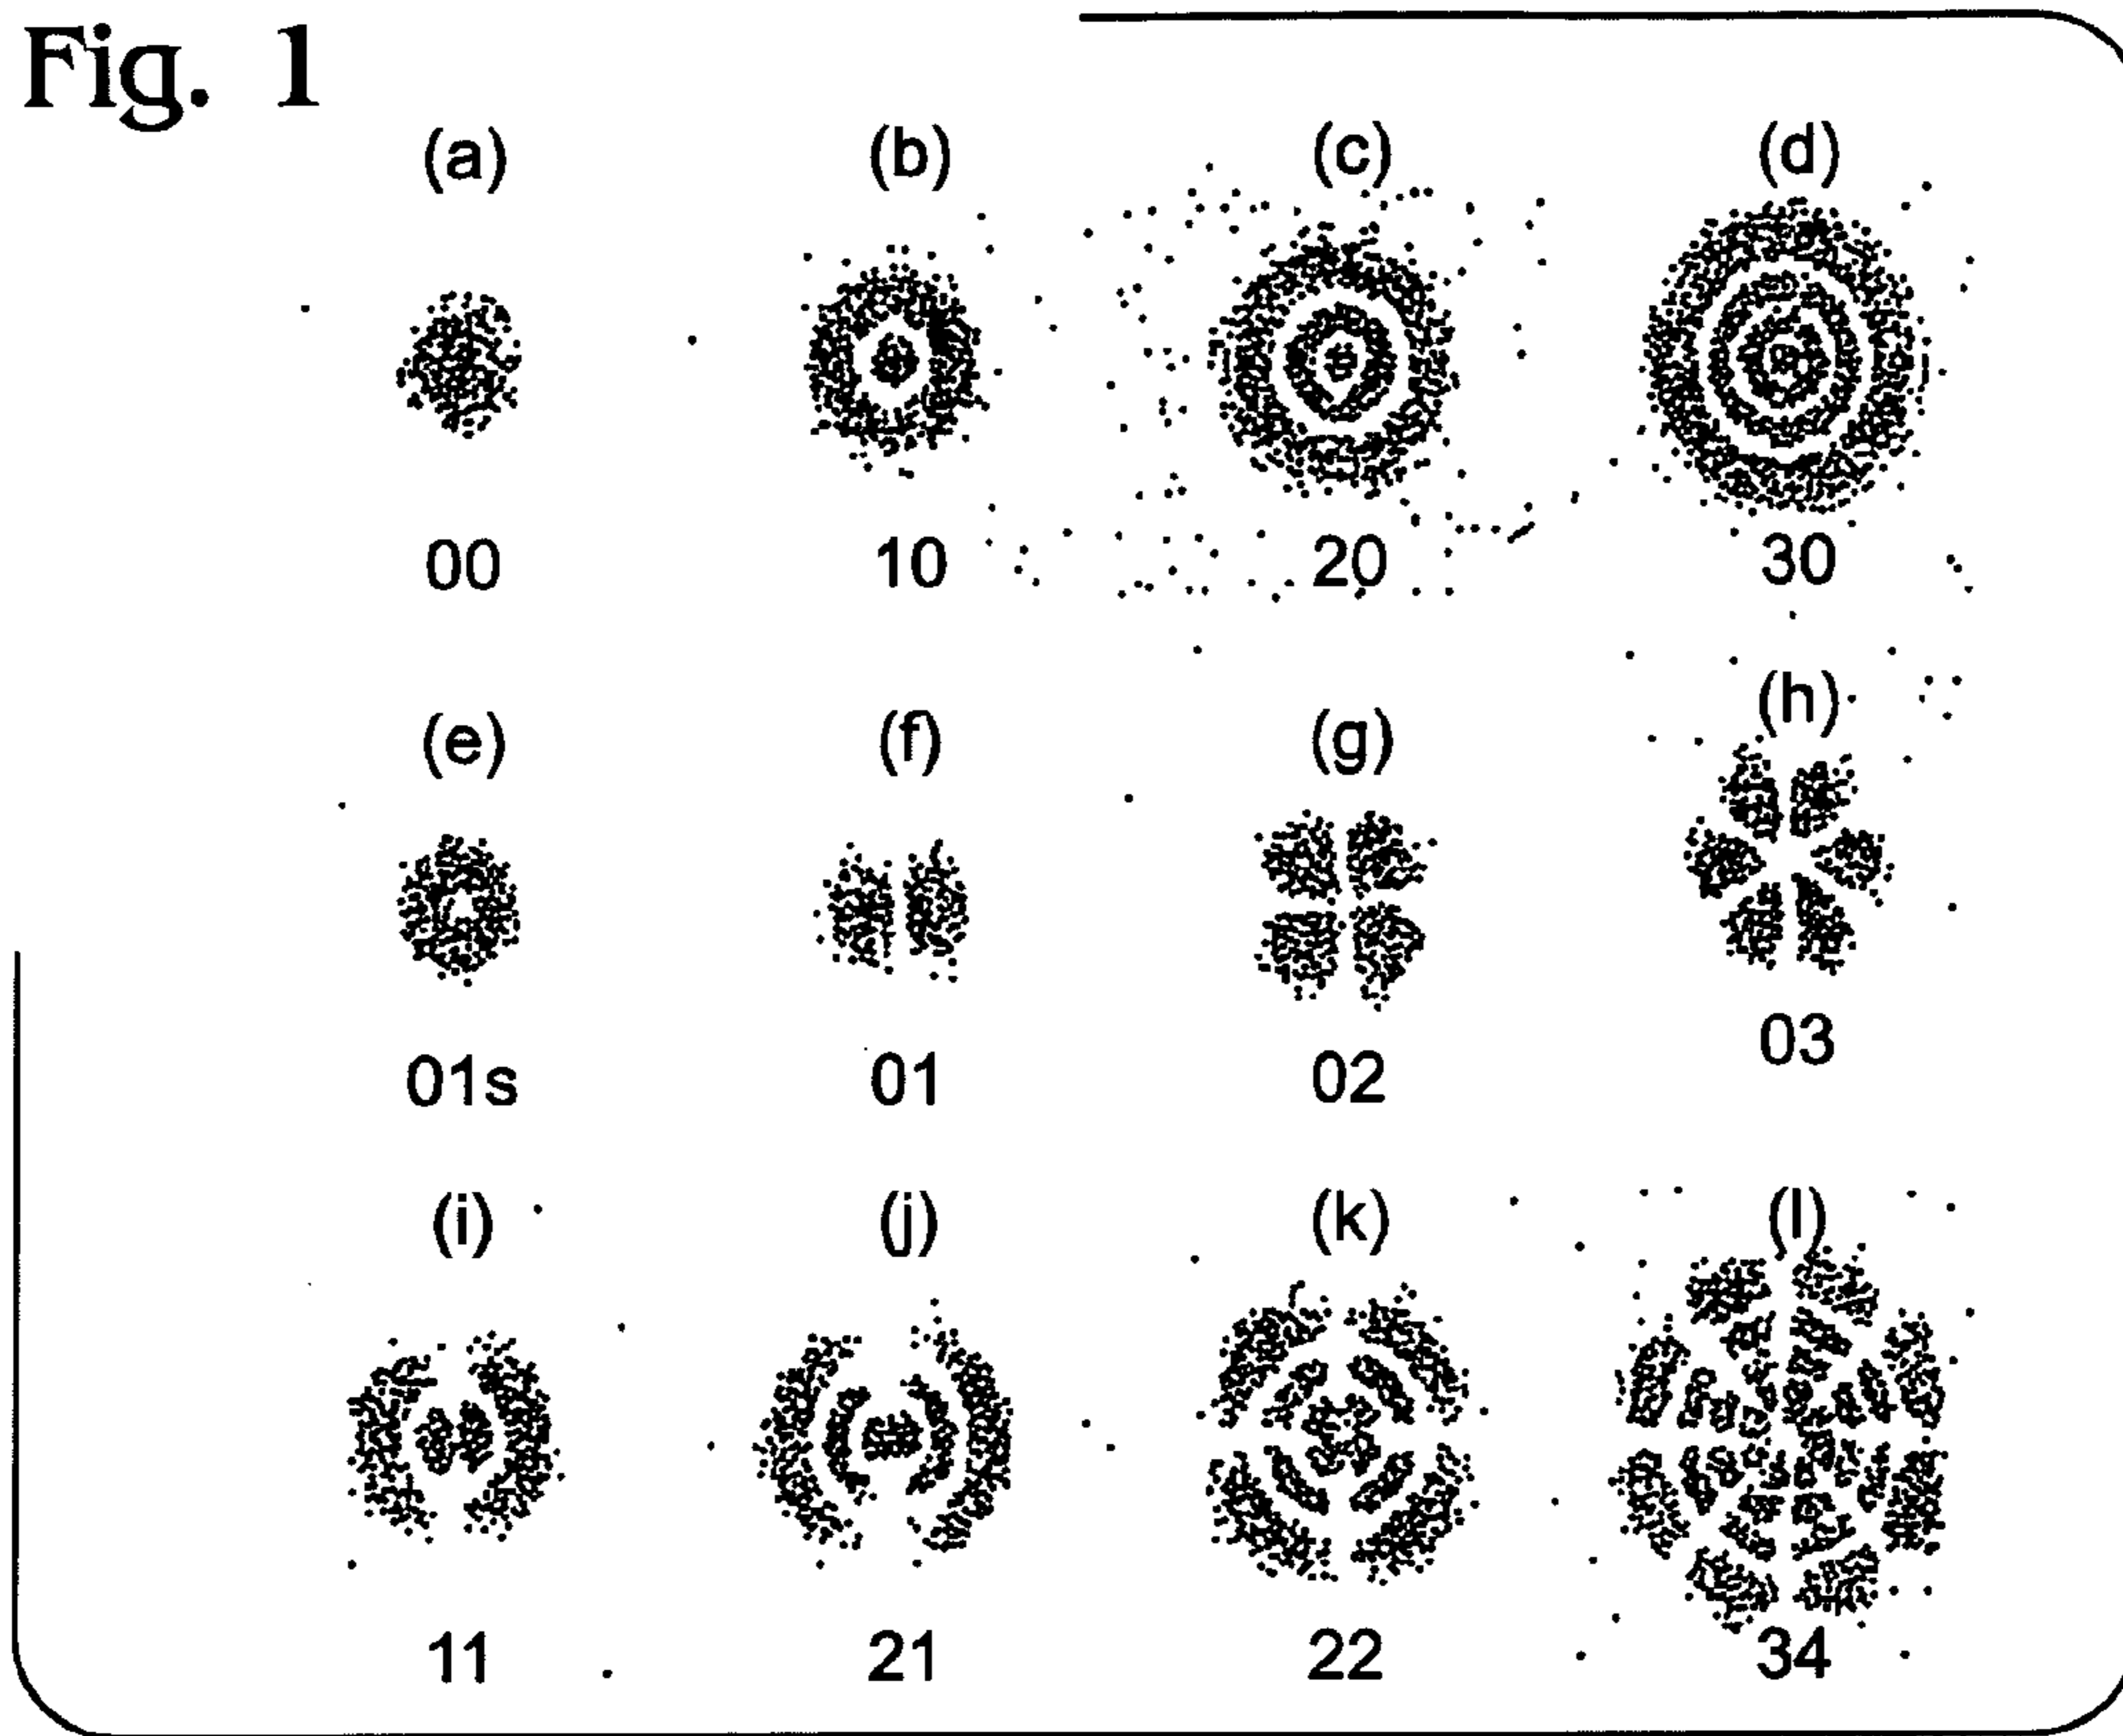 Fig. 1
(a) (b) (c) (d)
00 10 20 30
(e) (f) (g) (h)
01s 01 02 03
(i) (j) (k) (l)
11 21 22 34